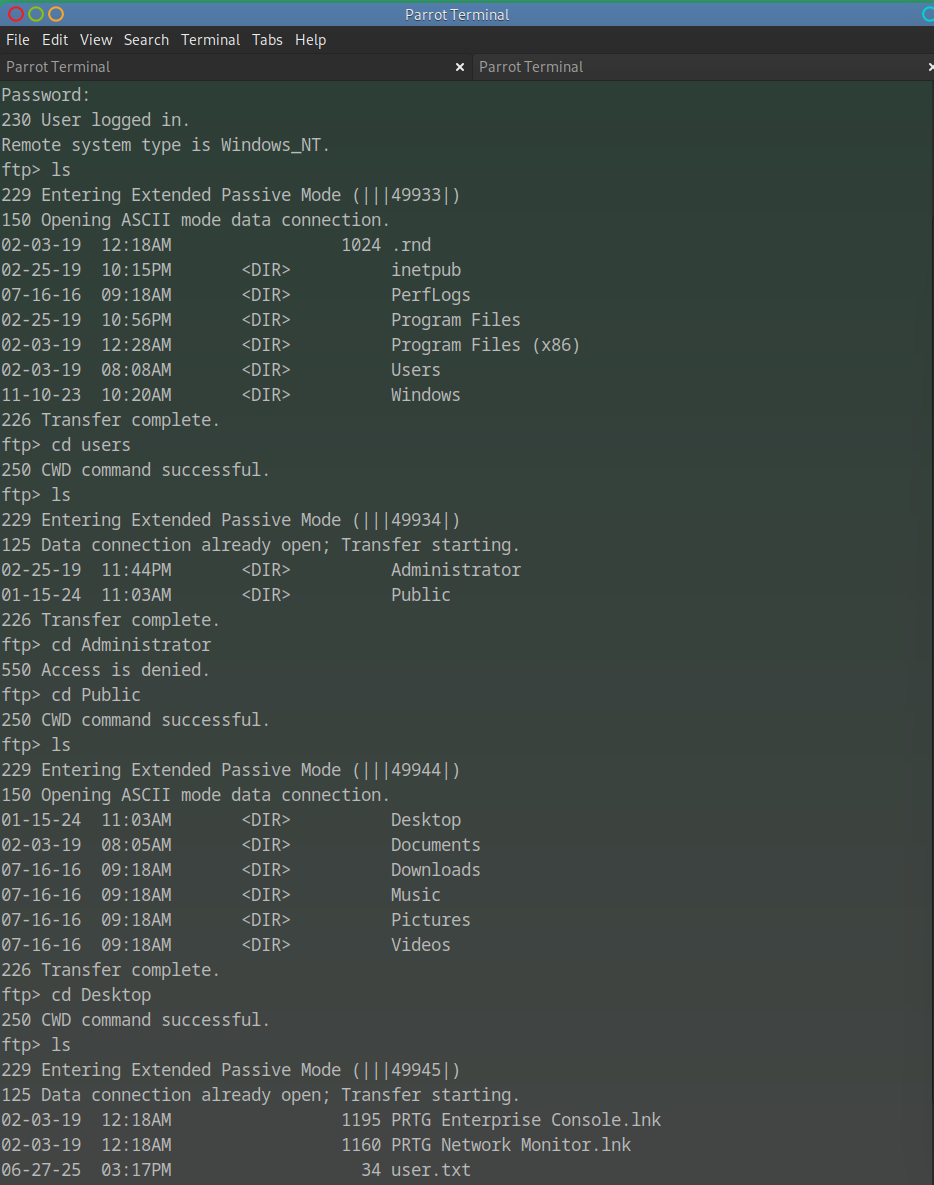 Parrot Terminal
File Edit View Search Terminal Tabs Help
Parrot Terminal × Parrot Terminal ×
Password:
230 User logged in.
Remote system type is Windows_NT.
ftp> ls
229 Entering Extended Passive Mode (|||49933|)
150 Opening ASCII mode data connection.
02-03-19  12:18AM                 1024 .rnd
02-25-19  10:15PM       <DIR>          inetpub
07-16-16  09:18AM       <DIR>          PerfLogs
02-25-19  10:56PM       <DIR>          Program Files
02-03-19  12:28AM       <DIR>          Program Files (x86)
02-03-19  08:08AM       <DIR>          Users
11-10-23  10:20AM       <DIR>          Windows
226 Transfer complete.
ftp> cd users
250 CWD command successful.
ftp> ls
229 Entering Extended Passive Mode (|||49934|)
125 Data connection already open; Transfer starting.
02-25-19  11:44PM       <DIR>          Administrator
01-15-24  11:03AM       <DIR>          Public
226 Transfer complete.
ftp> cd Administrator
550 Access is denied.
ftp> cd Public
250 CWD command successful.
ftp> ls
229 Entering Extended Passive Mode (|||49944|)
150 Opening ASCII mode data connection.
01-15-24  11:03AM       <DIR>          Desktop
02-03-19  08:05AM       <DIR>          Documents
07-16-16  09:18AM       <DIR>          Downloads
07-16-16  09:18AM       <DIR>          Music
07-16-16  09:18AM       <DIR>          Pictures
07-16-16  09:18AM       <DIR>          Videos
226 Transfer complete.
ftp> cd Desktop
250 CWD command successful.
ftp> ls
229 Entering Extended Passive Mode (|||49945|)
125 Data connection already open; Transfer starting.
02-03-19  12:18AM                 1195 PRTG Enterprise Console.lnk
02-03-19  12:18AM                 1160 PRTG Network Monitor.lnk
06-27-25  03:17PM                   34 user.txt